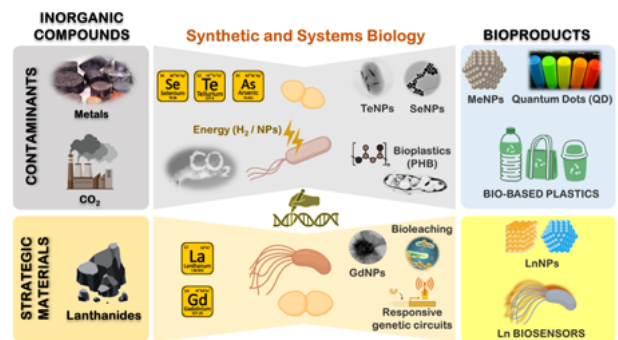 INORGANIC
COMPOUNDS
Synthetic and Systems Biology
BIOPRODUCTS
CONTAMINANTS
Metals
CO2
Se
Selenium
Te
Tellurium
As
Arsenic
TeNPs
SeNPs
Energy (H2 / NPs)
CO2
Bioplastics
(PHB)
MeNPs
Quantum Dots (QD)
BIO-BASED PLASTICS
STRATEGIC
MATERIALS
Lanthanides
La
Lanthanum
Gd
Gadolinium
GdNPs
Bioleaching
Responsive
genetic circuits
LnNPs
Ln BIOSENSORS